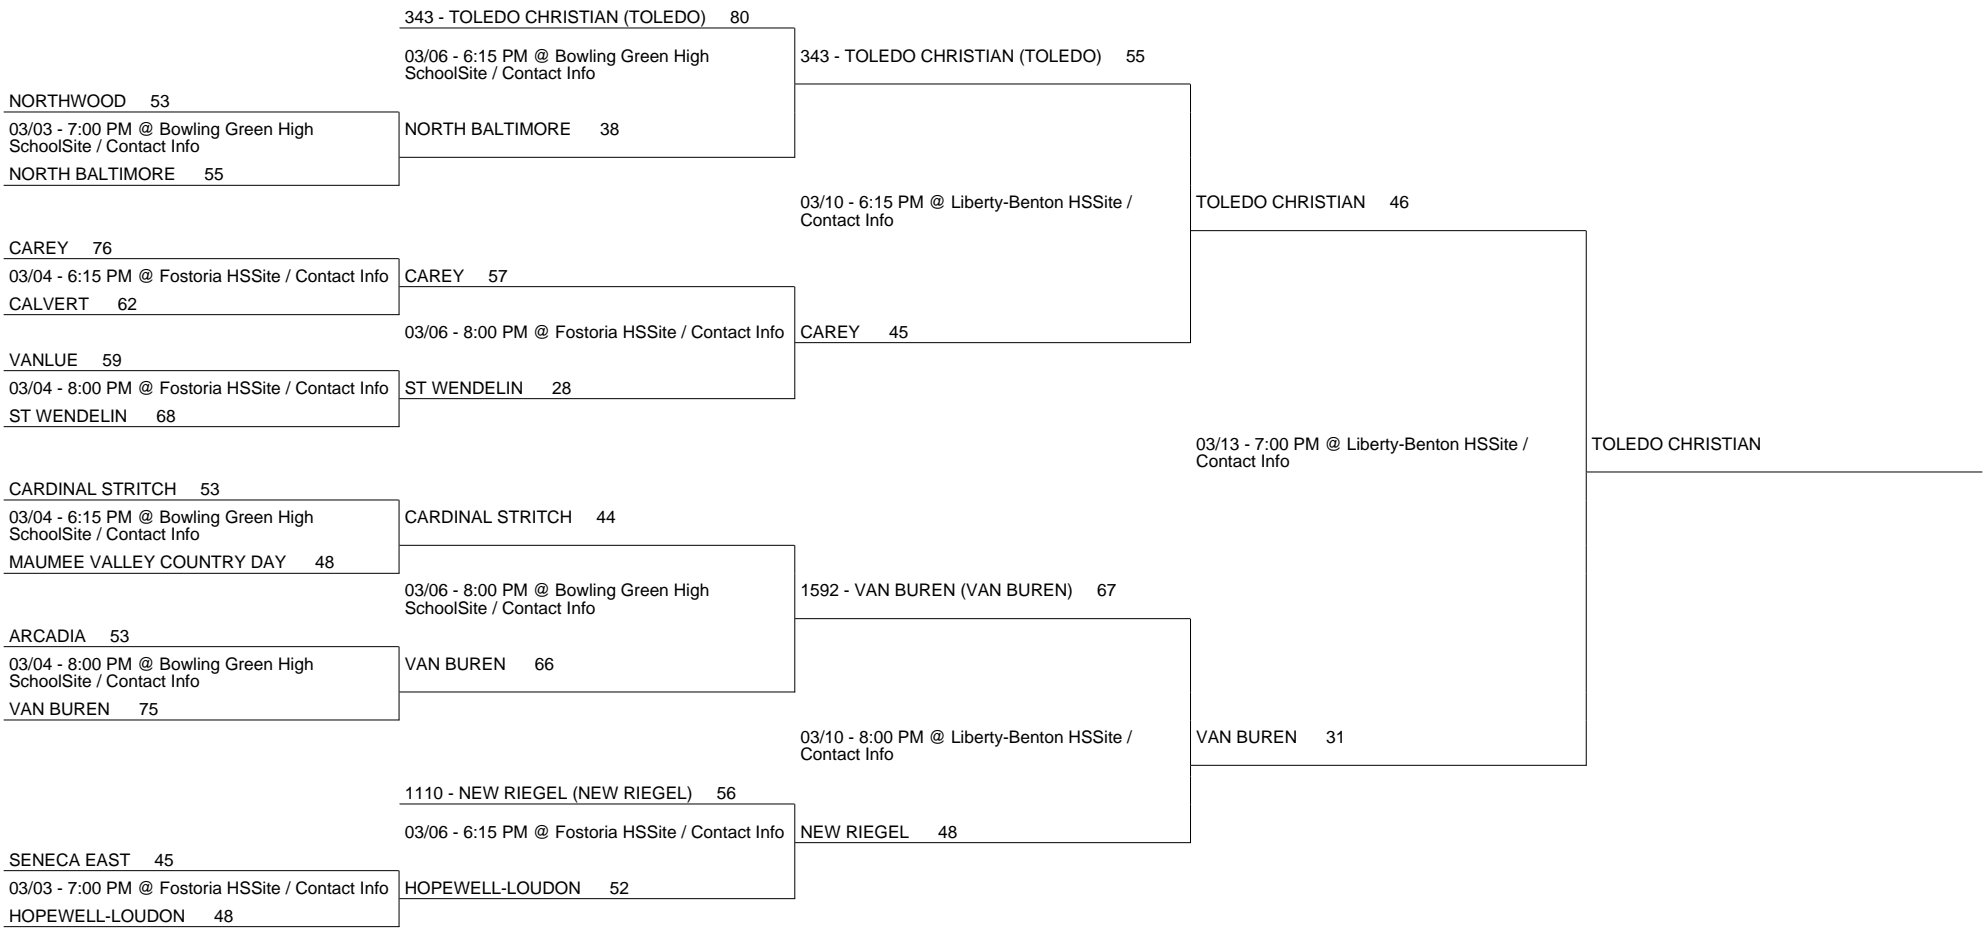 343 - TOLEDO CHRISTIAN (TOLEDO) 80
03/06 - 6:15 PM @ Bowling Green High
SchoolSite / Contact Info
343 - TOLEDO CHRISTIAN (TOLEDO) 55
NORTHWOOD 53
03/03 - 7:00 PM @ Bowling Green High
SchoolSite / Contact Info
NORTH BALTIMORE 38
NORTH BALTIMORE 55
03/10 - 6:15 PM @ Liberty-Benton HSSite /
Contact Info
TOLEDO CHRISTIAN 46
CAREY 76
03/04 - 6:15 PM @ Fostoria HSSite / Contact Info
CAREY 57
CALVERT 62
03/06 - 8:00 PM @ Fostoria HSSite / Contact Info
CAREY 45
VANLUE 59
03/04 - 8:00 PM @ Fostoria HSSite / Contact Info
ST WENDELIN 28
ST WENDELIN 68
03/13 - 7:00 PM @ Liberty-Benton HSSite /
Contact Info
TOLEDO CHRISTIAN
CARDINAL STRITCH 53
03/04 - 6:15 PM @ Bowling Green High
SchoolSite / Contact Info
CARDINAL STRITCH 44
MAUMEE VALLEY COUNTRY DAY 48
03/06 - 8:00 PM @ Bowling Green High
SchoolSite / Contact Info
1592 - VAN BUREN (VAN BUREN) 67
ARCADIA 53
03/04 - 8:00 PM @ Bowling Green High
SchoolSite / Contact Info
VAN BUREN 66
VAN BUREN 75
03/10 - 8:00 PM @ Liberty-Benton HSSite /
Contact Info
VAN BUREN 31
1110 - NEW RIEGEL (NEW RIEGEL) 56
03/06 - 6:15 PM @ Fostoria HSSite / Contact Info
NEW RIEGEL 48
SENECA EAST 45
03/03 - 7:00 PM @ Fostoria HSSite / Contact Info
HOPEWELL-LOUDON 52
HOPEWELL-LOUDON 48